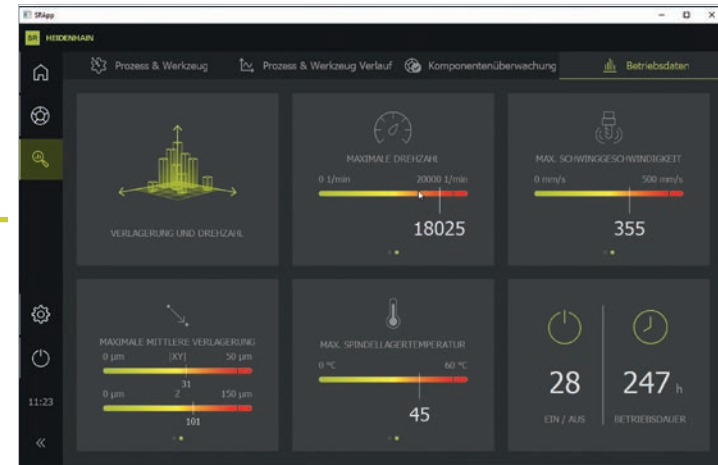 SRApp
SR HEIDENHAIN
Prozess & Werkzeug
Prozess & Werkzeug Verlauf
Komponentenüberwachung
Betriebsdaten
VERLAGERUNG UND DREHZAHL
MAXIMALE DREHZAHL
0 1/min 20000 1/min
18025
MAX. SCHWINGGESCHWINDIGKEIT
0 mm/s 500 mm/s
355
MAXIMALE MITTLERE VERLAGERUNG
0 µm |XY| 50 µm
31
0 µm Z 150 µm
101
MAX. SPINDELLAGERTEMPERATUR
0 °C 60 °C
45
28
EIN / AUS
247 h
BETRIEBSDAUER
11:23